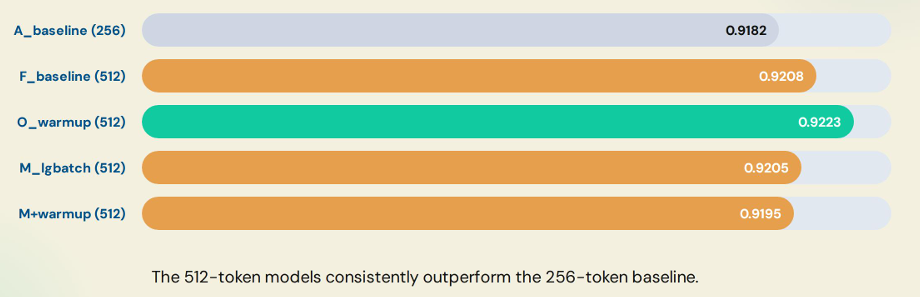 A_baseline (256) 0.9182
F_baseline (512) 0.9208
O_warmup (512) 0.9223
M_lgbatch (512) 0.9205
M+warmup (512) 0.9195
The 512-token models consistently outperform the 256-token baseline.